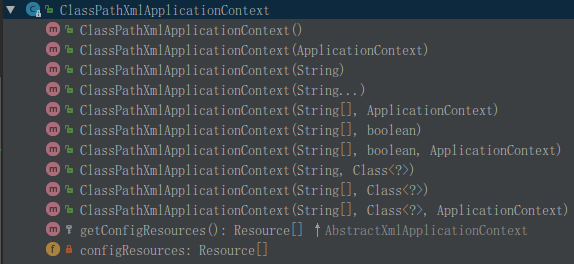 ClassPathXmlApplicationContext
ClassPathXmlApplicationContext()
ClassPathXmlApplicationContext(ApplicationContext)
ClassPathXmlApplicationContext(String)
ClassPathXmlApplicationContext(String...)
ClassPathXmlApplicationContext(String[], ApplicationContext)
ClassPathXmlApplicationContext(String[], boolean)
ClassPathXmlApplicationContext(String[], boolean, ApplicationContext)
ClassPathXmlApplicationContext(String, Class<?>)
ClassPathXmlApplicationContext(String[], Class<?>)
ClassPathXmlApplicationContext(String[], Class<?>, ApplicationContext)
getConfigResources(): Resource[] ↑AbstractXmlApplicationContext
configResources: Resource[]